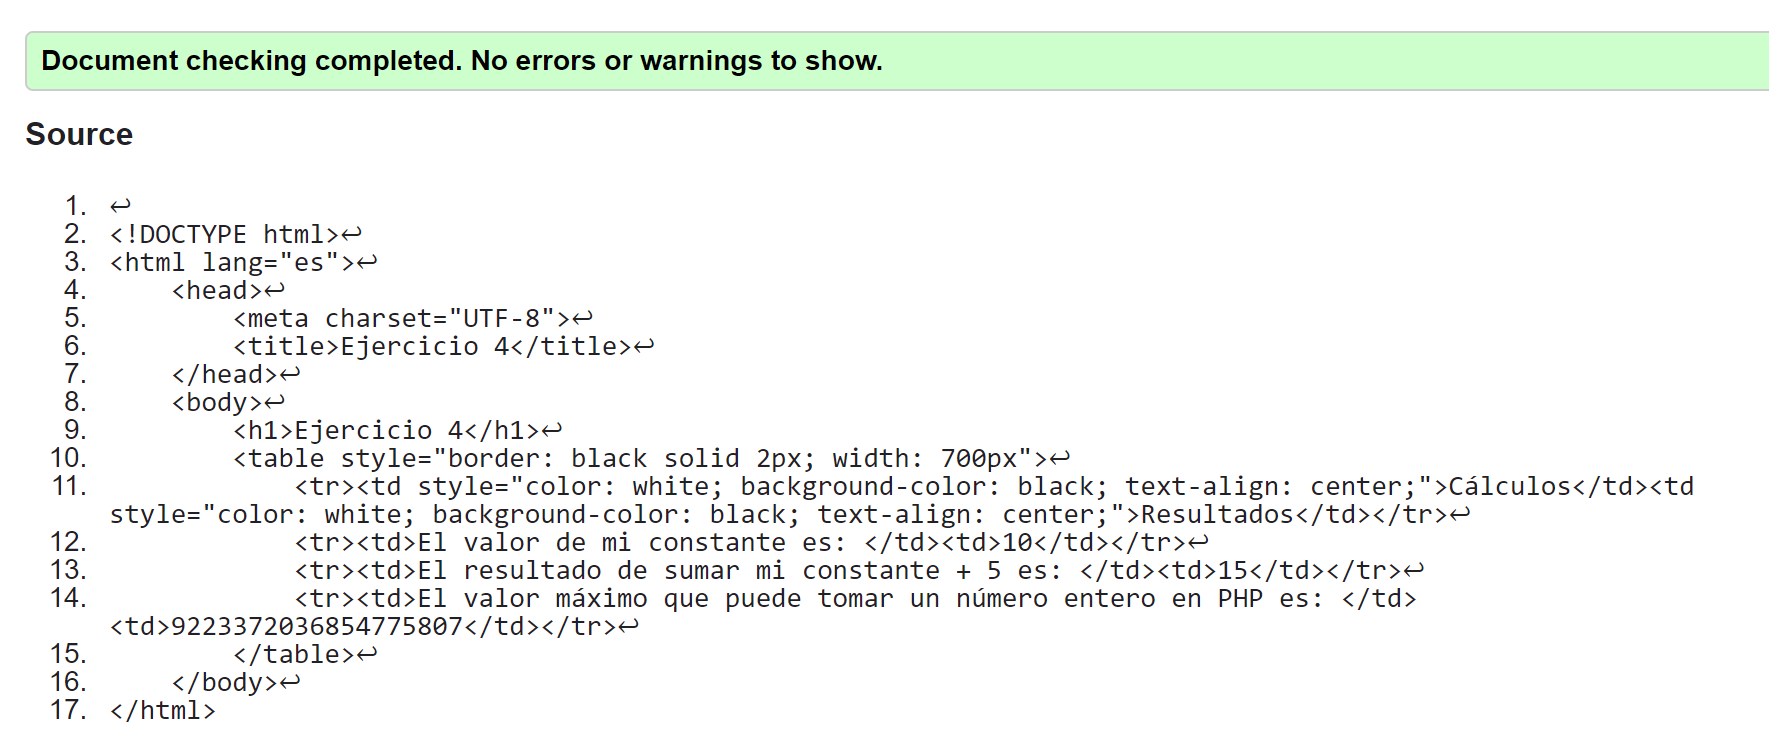 Document checking completed. No errors or warnings to show.
Source
1. ↩
2. <!DOCTYPE html>↩
3. <html lang="es">↩
4.     <head>↩
5.         <meta charset="UTF-8">↩
6.         <title>Ejercicio 4</title>↩
7.     </head>↩
8.     <body>↩
9.         <h1>Ejercicio 4</h1>↩
10.         <table style="border: black solid 2px; width: 700px">↩
11.             <tr><td style="color: white; background-color: black; text-align: center;">Cálculos</td><td
style="color: white; background-color: black; text-align: center;">Resultados</td></tr>↩
12.             <tr><td>El valor de mi constante es: </td><td>10</td></tr>↩
13.             <tr><td>El resultado de sumar mi constante + 5 es: </td><td>15</td></tr>↩
14.             <tr><td>El valor máximo que puede tomar un número entero en PHP es: </td>
<td>9223372036854775807</td></tr>↩
15.         </table>↩
16.     </body>↩
17. </html>